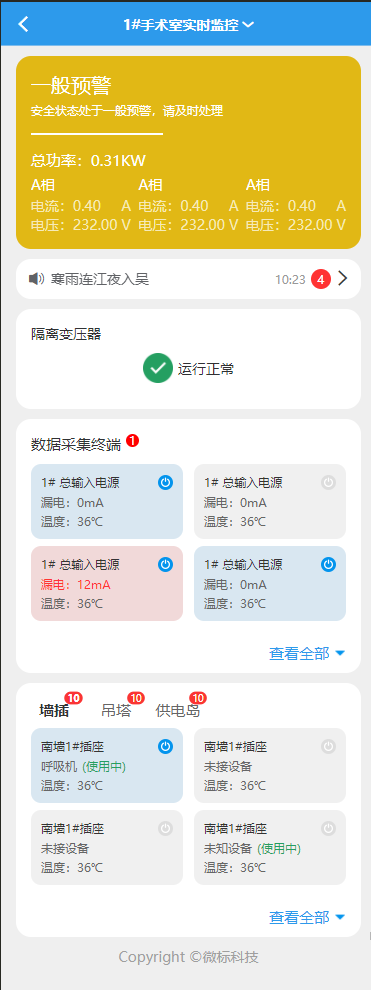 1#手术室实时监控
一般预警
安全状态处于一般预警，请及时处理
总功率：0.31KW
A相 A相 A相
电流：0.40 A 电流：0.40 A 电流：0.40 A
电压：232.00 V 电压：232.00 V 电压：232.00 V
寒雨连江夜入吴 10:23 4
隔离变压器
运行正常
数据采集终端 1
1# 总输入电源 1# 总输入电源
漏电：0mA 漏电：0mA
温度：36℃ 温度：36℃
1# 总输入电源 1# 总输入电源
漏电：12mA 漏电：0mA
温度：36℃ 温度：36℃
查看全部
墙插 10 吊塔 10 供电岛 10
南墙1#插座 南墙1#插座
呼吸机 (使用中) 未接设备
温度：36℃ 温度：36℃
南墙1#插座 南墙1#插座
未接设备 未知设备 (使用中)
温度：36℃ 温度：36℃
查看全部
Copyright ©微标科技